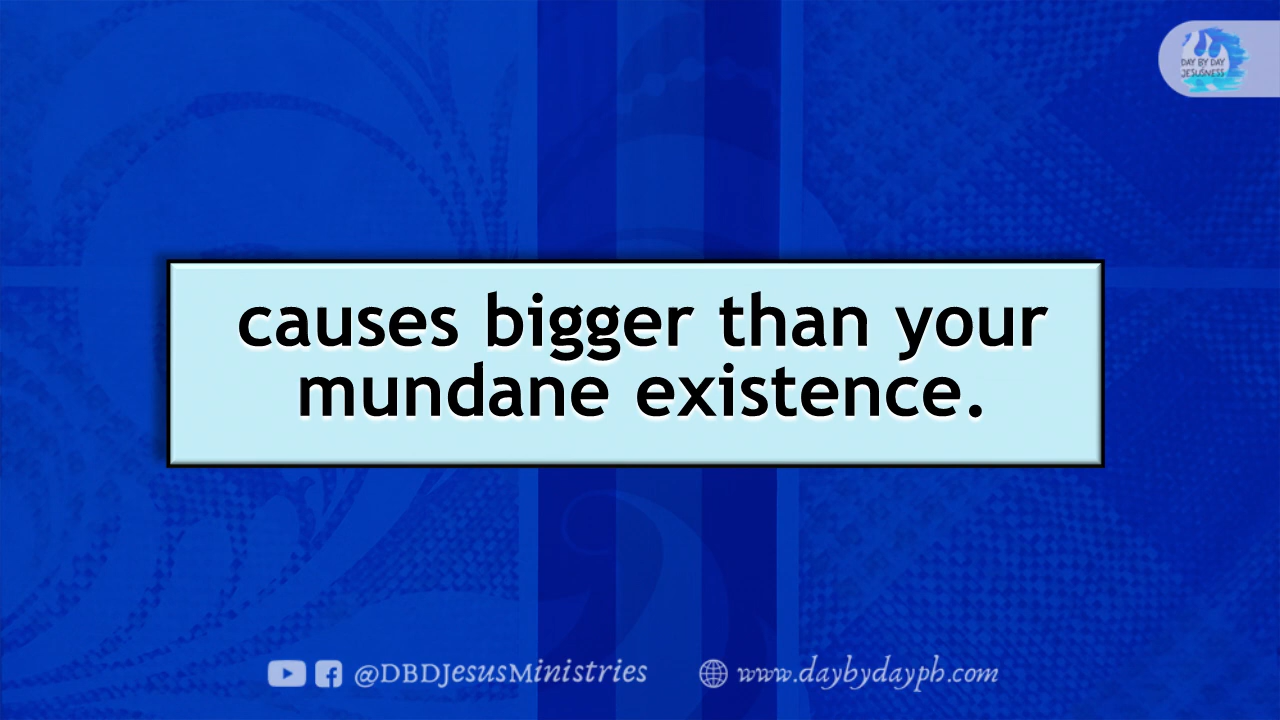 DAY BY DAY
JESUSNESS
causes bigger than your
mundane existence.
@DBDJesusMinistries
www.daybydayph.com